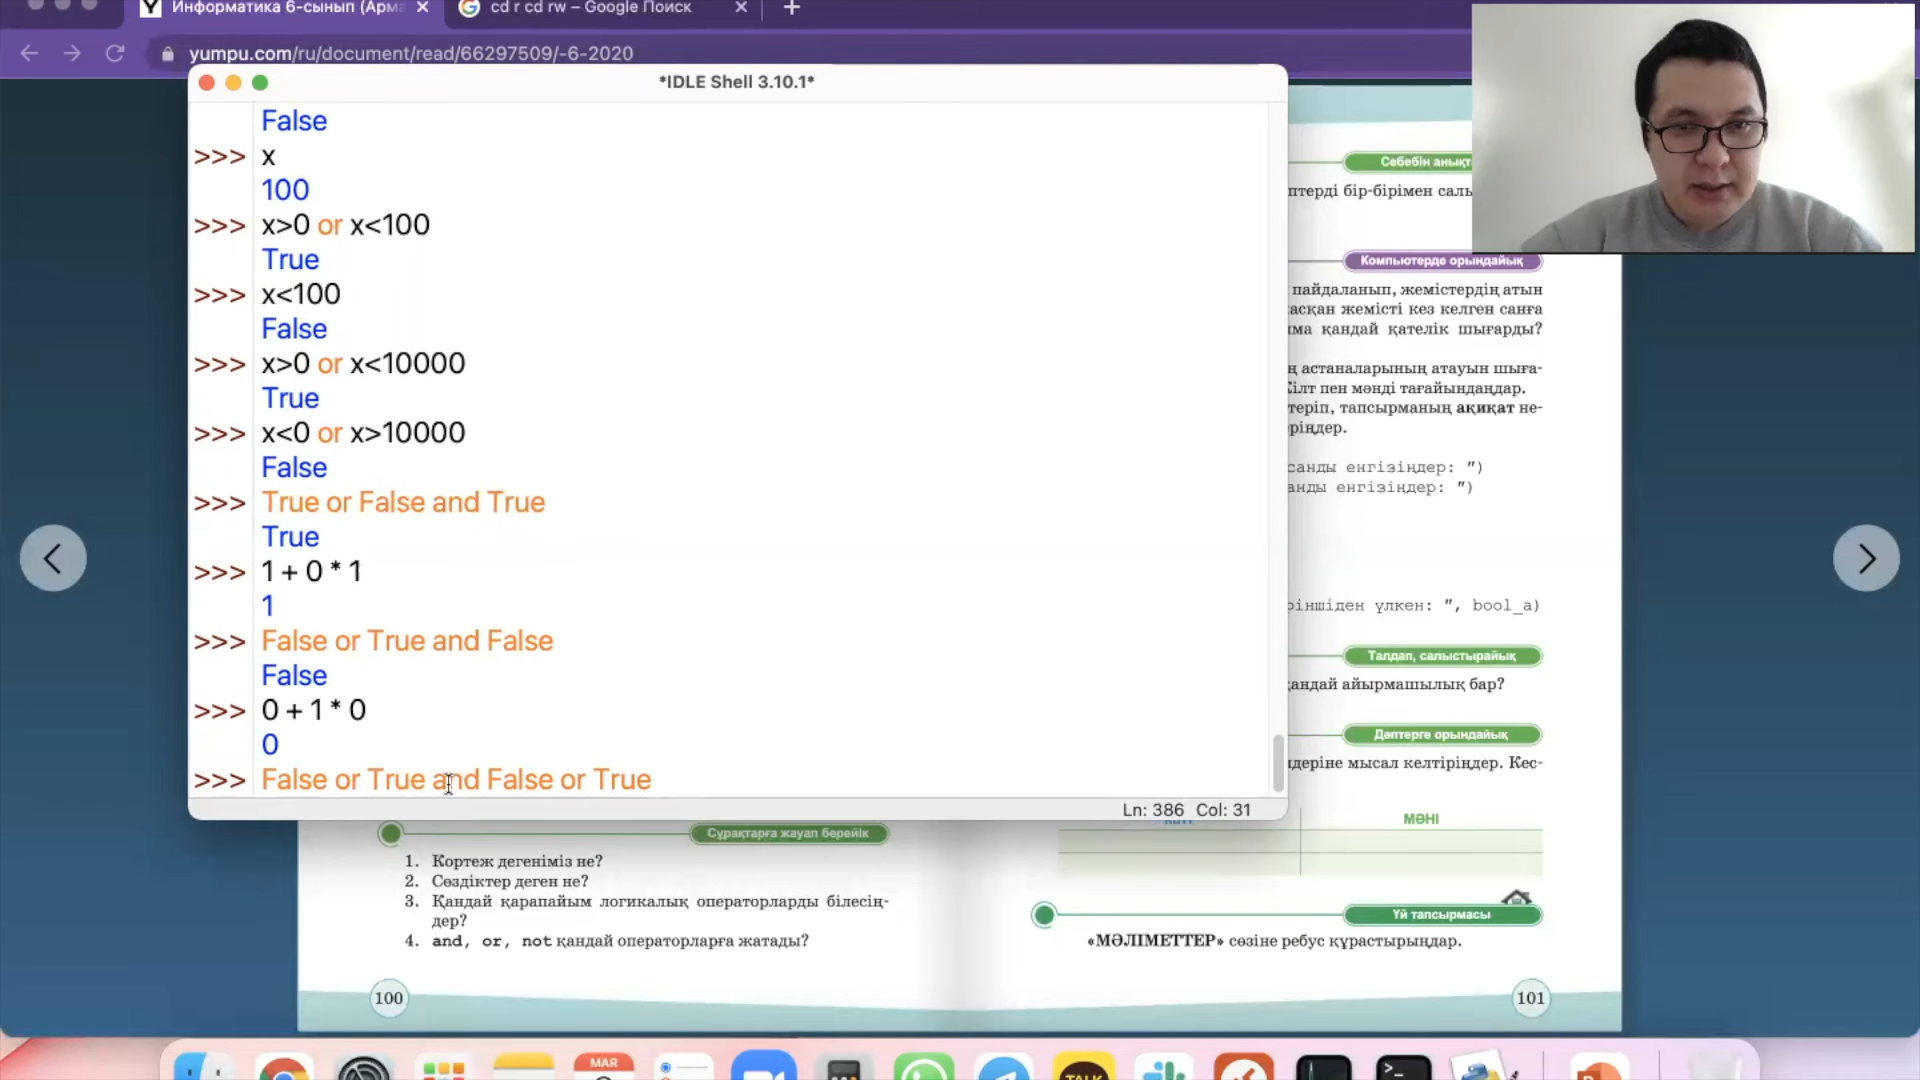 Информатика 6-сынып (Арма
cd r cd rw – Google Поиск
yumpu.com/ru/document/read/66297509/-6-2020
*IDLE Shell 3.10.1*
False
>>> x
100
>>> x>0 or x<100
True
>>> x<100
False
>>> x>0 or x<10000
True
>>> x<0 or x>10000
False
>>> True or False and True
True
>>> 1 + 0 * 1
1
>>> False or True and False
False
>>> 0 + 1 * 0
0
>>> False or True and False or True
Ln: 386 Col: 31
Сұрақтарға жауап берейік
1. Кортеж дегеніміз не?
2. Сөздіктер деген не?
3. Қандай қарапайым логикалық операторларды білесің-
дер?
4. and, or, not қандай операторларға жатады?
100
Себебін анықт
птерді бір-бірімен салы
Компьютерде орындайық
пайдаланып, жемістердің атын
асқан жемісті кез келген санға
ма қандай қателік шығарды?
ң астаналарының атауын шыға-
ілт пен мәнді тағайындаңдар.
теріп, тапсырманың ақиқат не-
ріңдер.
санды енгізіңдер: ")
анды енгізіңдер: ")
ріншіден үлкен: ", bool_a)
Талдап, салыстырайық
қандай айырмашылық бар?
Дәптерге орындайық
ідеріне мысал келтіріңдер. Кес-
МӘНІ
Үй тапсырмасы
«МӘЛІМЕТТЕР» сөзіне ребус құрастырыңдар.
101
MAR
TALK